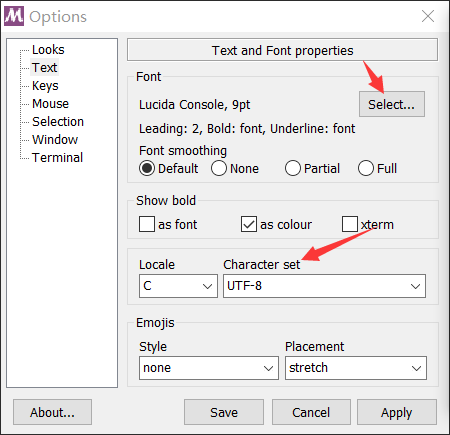 M Options
Looks
Text
Keys
Mouse
Selection
Window
Terminal
Text and Font properties
Font
Lucida Console, 9pt
Select...
Leading: 2, Bold: font, Underline: font
Font smoothing
Default None Partial Full
Show bold
as font as colour xterm
Locale Character set
C UTF-8
Emojis
Style Placement
none stretch
About... Save Cancel Apply